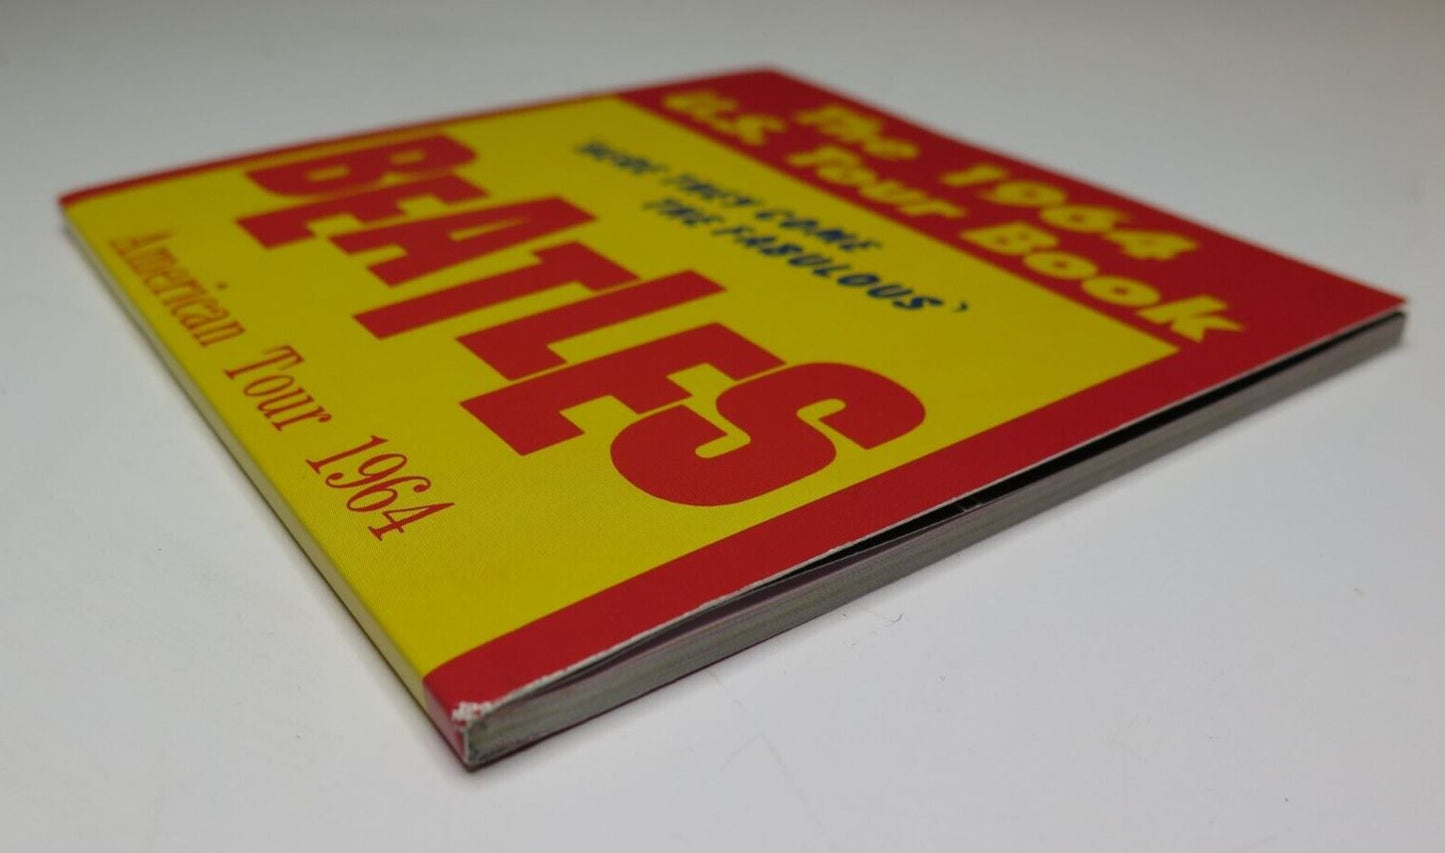 The 1964
U.S. Tour Book
'HERE THEY COME
THE FABULOUS'
BEATLES
American Tour 1964